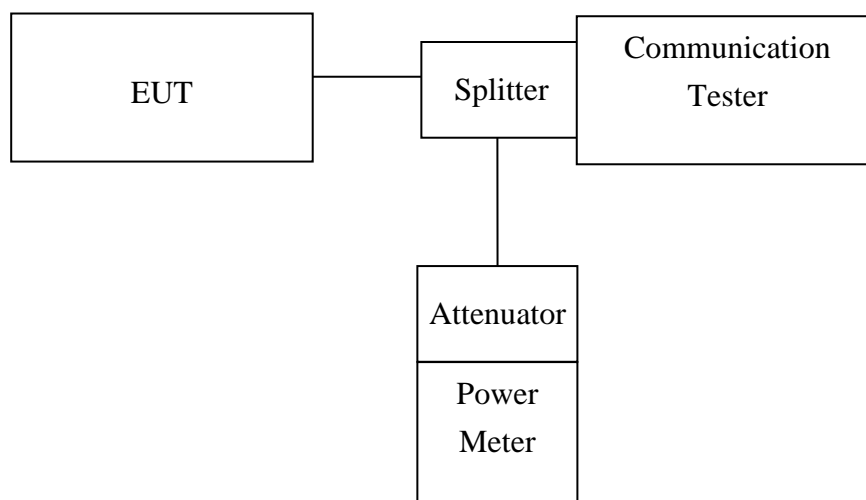 EUT
Splitter
Communication
Tester
Attenuator
Power
Meter